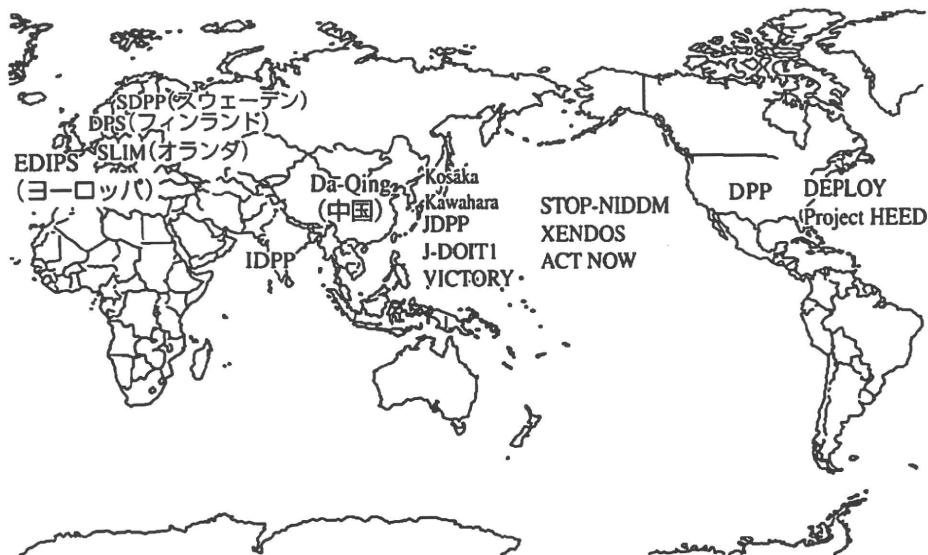 SDPP(スウェーデン)
DPS(フィンランド)
SLIM(オランダ)
EDIPS
(ヨーロッパ)
Da-Qing
(中国)
IDPP
Kosaka
Kawahara
JDPP
J-DOIT1
VICTORY
STOP-NIDDM
XENDOS
ACT NOW
DPP
DEPLOY
Project HEED